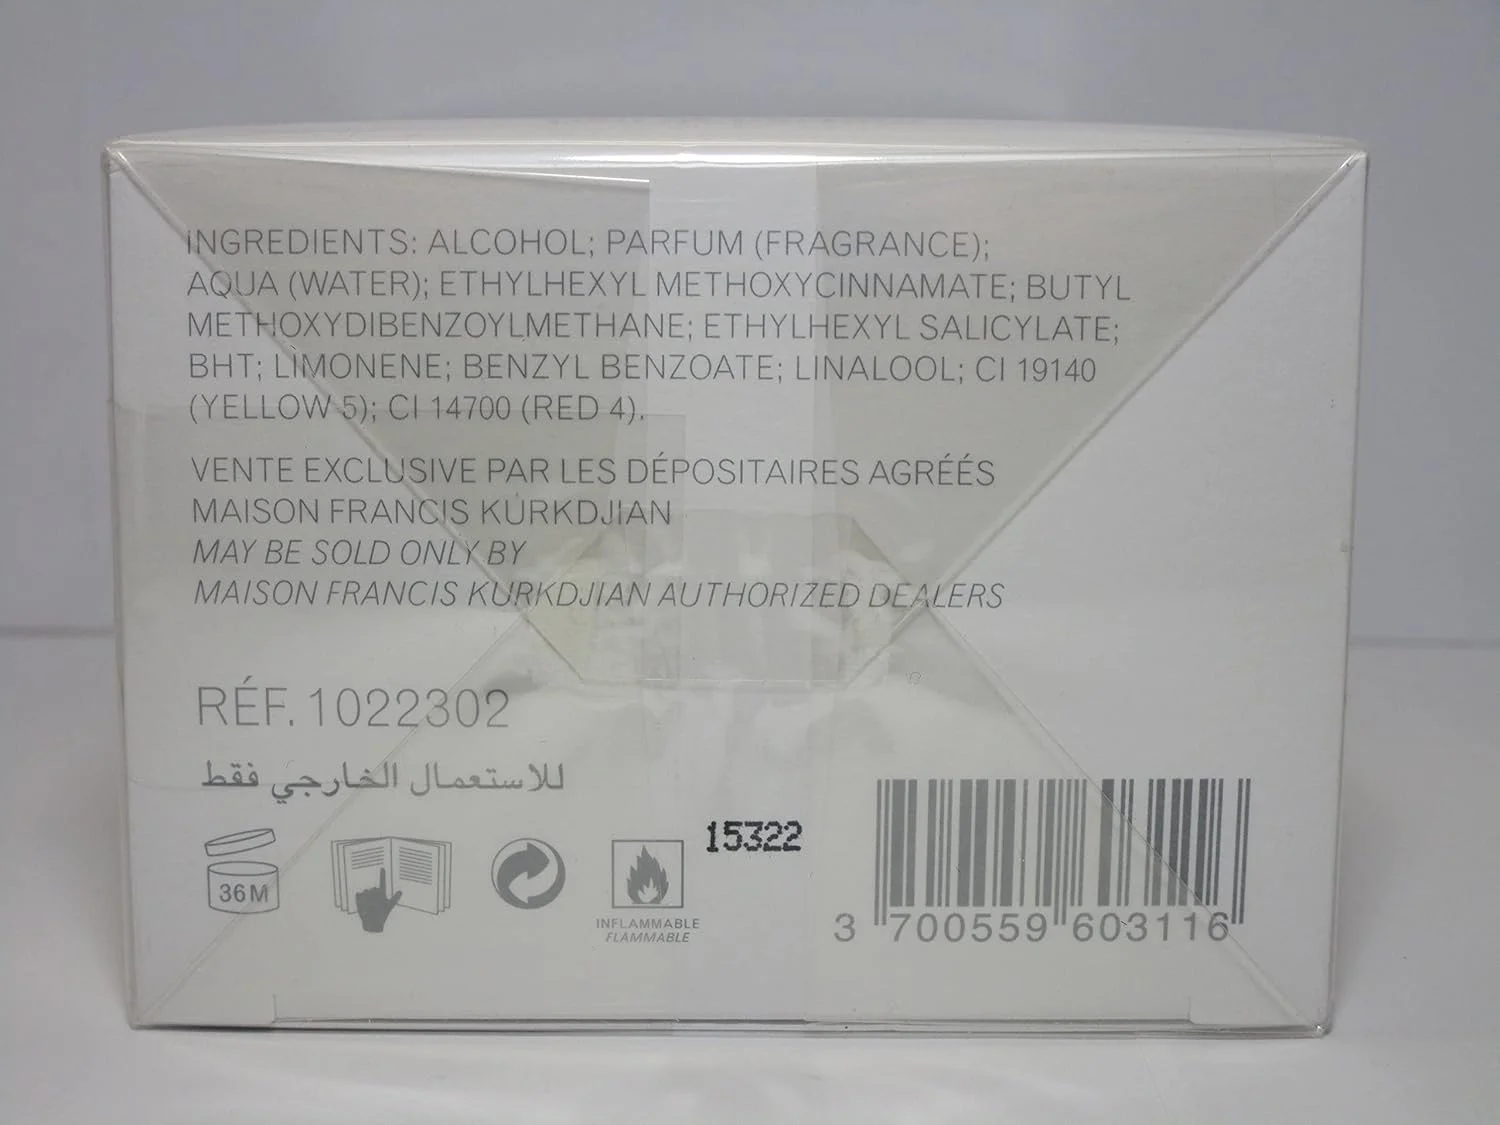 INGREDIENTS: ALCOHOL; PARFUM (FRAGRANCE);
AQUA (WATER); ETHYLHEXYL METHOXYCINNAMATE; BUTYL
METHOXYDIBENZOYLMETHANE; ETHYLHEXYL SALICYLATE;
BHT; LIMONENE; BENZYL BENZOATE; LINALOOL; CI 19140
(YELLOW 5); CI 14700 (RED 4).
VENTE EXCLUSIVE PAR LES DÉPOSITAIRES AGRÉÉS
MAISON FRANCIS KURKDJIAN
MAY BE SOLD ONLY BY
MAISON FRANCIS KURKDJIAN AUTHORIZED DEALERS
RÉF. 1022302
للاستعمال الخارجي فقط
36M
INFLAMMABLE
FLAMMABLE
15322
3 700559 603116